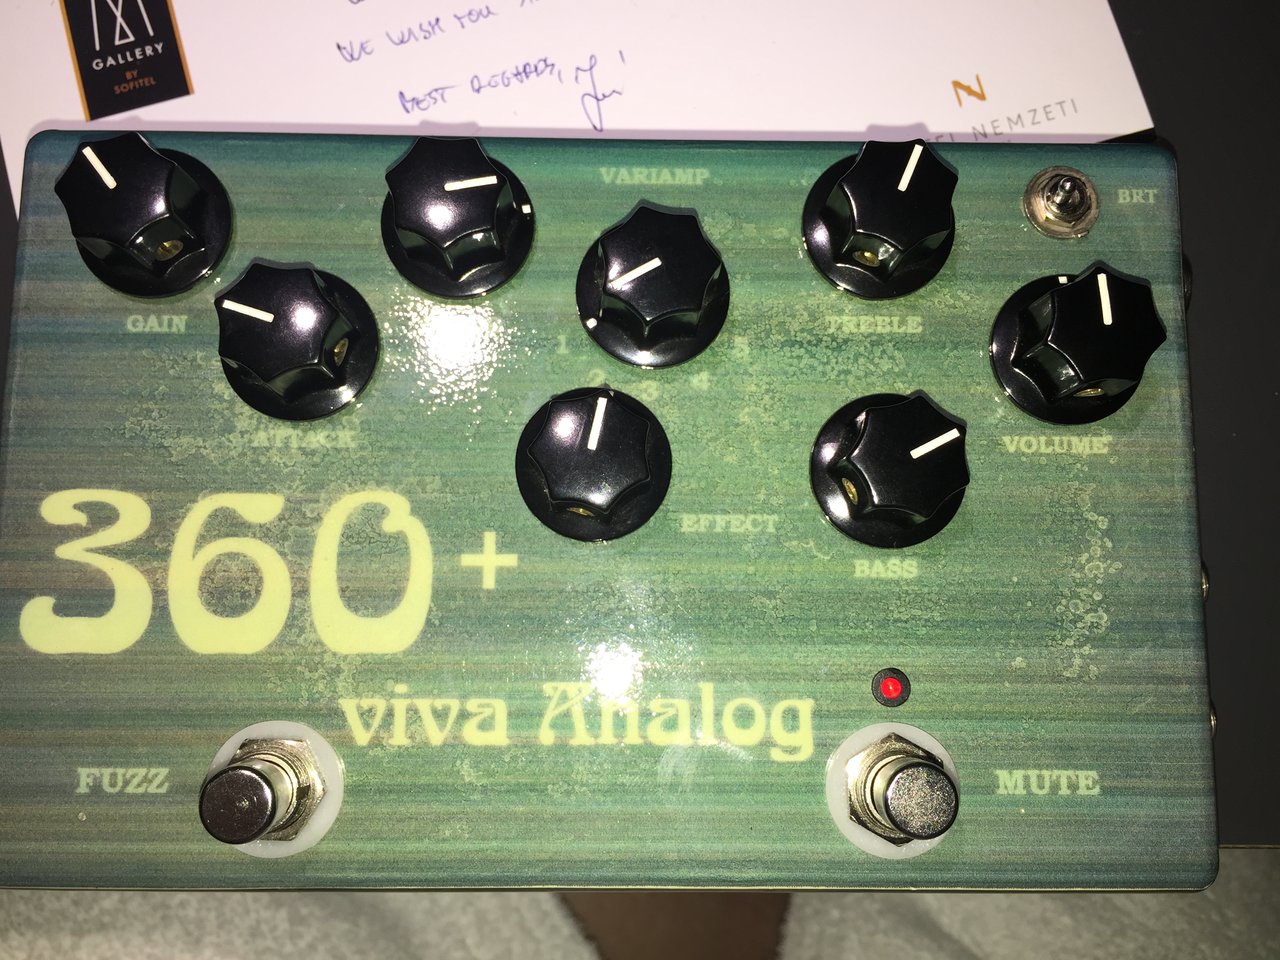 GALLERY
BY
SOFITEL
WE WISH YOU
BEST REGARDS,
NEMZETI
VARIAMP
BRT
GAIN
TREBLE
1
5
2
3
4
ATTACK
VOLUME
EFFECT
BASS
360+
viva Analog
FUZZ
MUTE